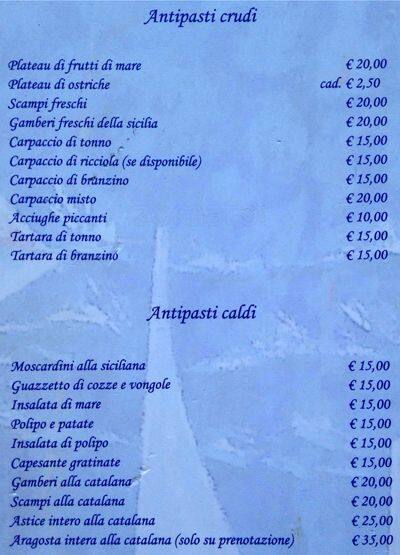 Antipasti crudi
Plateau di frutti di mare € 20,00
Plateau di ostriche cad. € 2,50
Scampi freschi € 20,00
Gamberi freschi della sicilia € 20,00
Carpaccio di tonno € 15,00
Carpaccio di ricciola (se disponibile) € 15,00
Carpaccio di branzino € 15,00
Carpaccio misto € 20,00
Acciughe piccanti € 10,00
Tartara di tonno € 15,00
Tartara di branzino € 15,00
Antipasti caldi
Moscardini alla siciliana € 15,00
Guazzetto di cozze e vongole € 15,00
Insalata di mare € 15,00
Polipo e patate € 15,00
Insalata di polipo € 15,00
Capesante gratinate € 15,00
Gamberi alla catalana € 20,00
Scampi alla catalana € 20,00
Astice intero alla catalana € 25,00
Aragosta intera alla catalana (solo su prenotazione) € 35,00